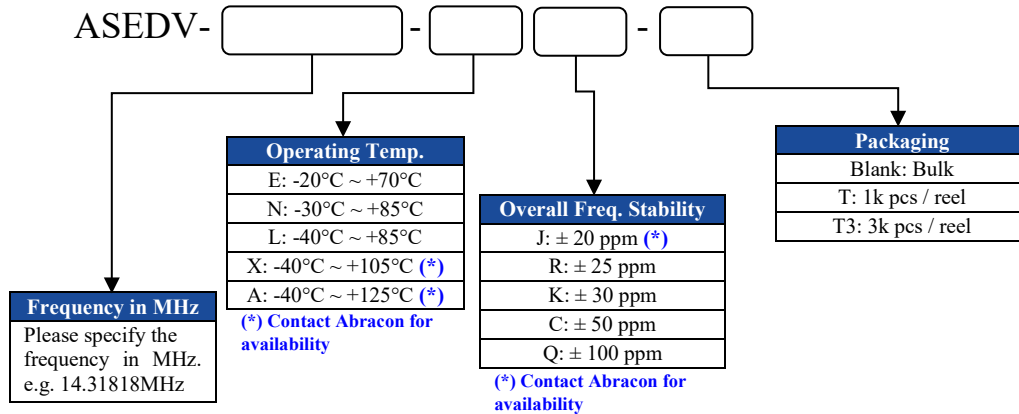 ASEDV- - -
Operating Temp.
E: -20°C ~ +70°C
N: -30°C ~ +85°C
L: -40°C ~ +85°C
X: -40°C ~ +105°C (*)
A: -40°C ~ +125°C (*)
(*) Contact Abracon for
availability
Packaging
Blank: Bulk
T: 1k pcs / reel
T3: 3k pcs / reel
Overall Freq. Stability
J: ± 20 ppm (*)
R: ± 25 ppm
K: ± 30 ppm
C: ± 50 ppm
Q: ± 100 ppm
(*) Contact Abracon for
availability
Frequency in MHz
Please specify the
frequency in MHz.
e.g. 14.31818MHz